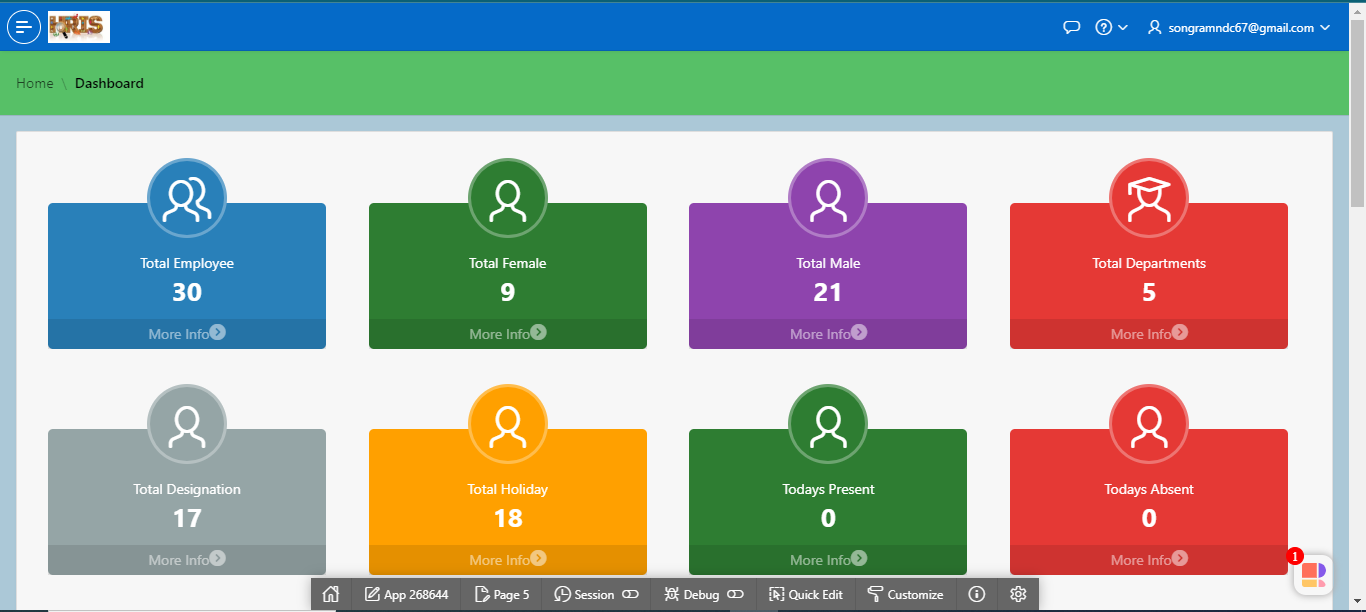 HRIS
songramndc67@gmail.com
Home \ Dashboard
Total Employee
30
More Info
Total Female
9
More Info
Total Male
21
More Info
Total Departments
5
More Info
Total Designation
17
More Info
Total Holiday
18
More Info
Todays Present
0
More Info
Todays Absent
0
More Info
1
App 268644 Page 5 Session Debug Quick Edit Customize